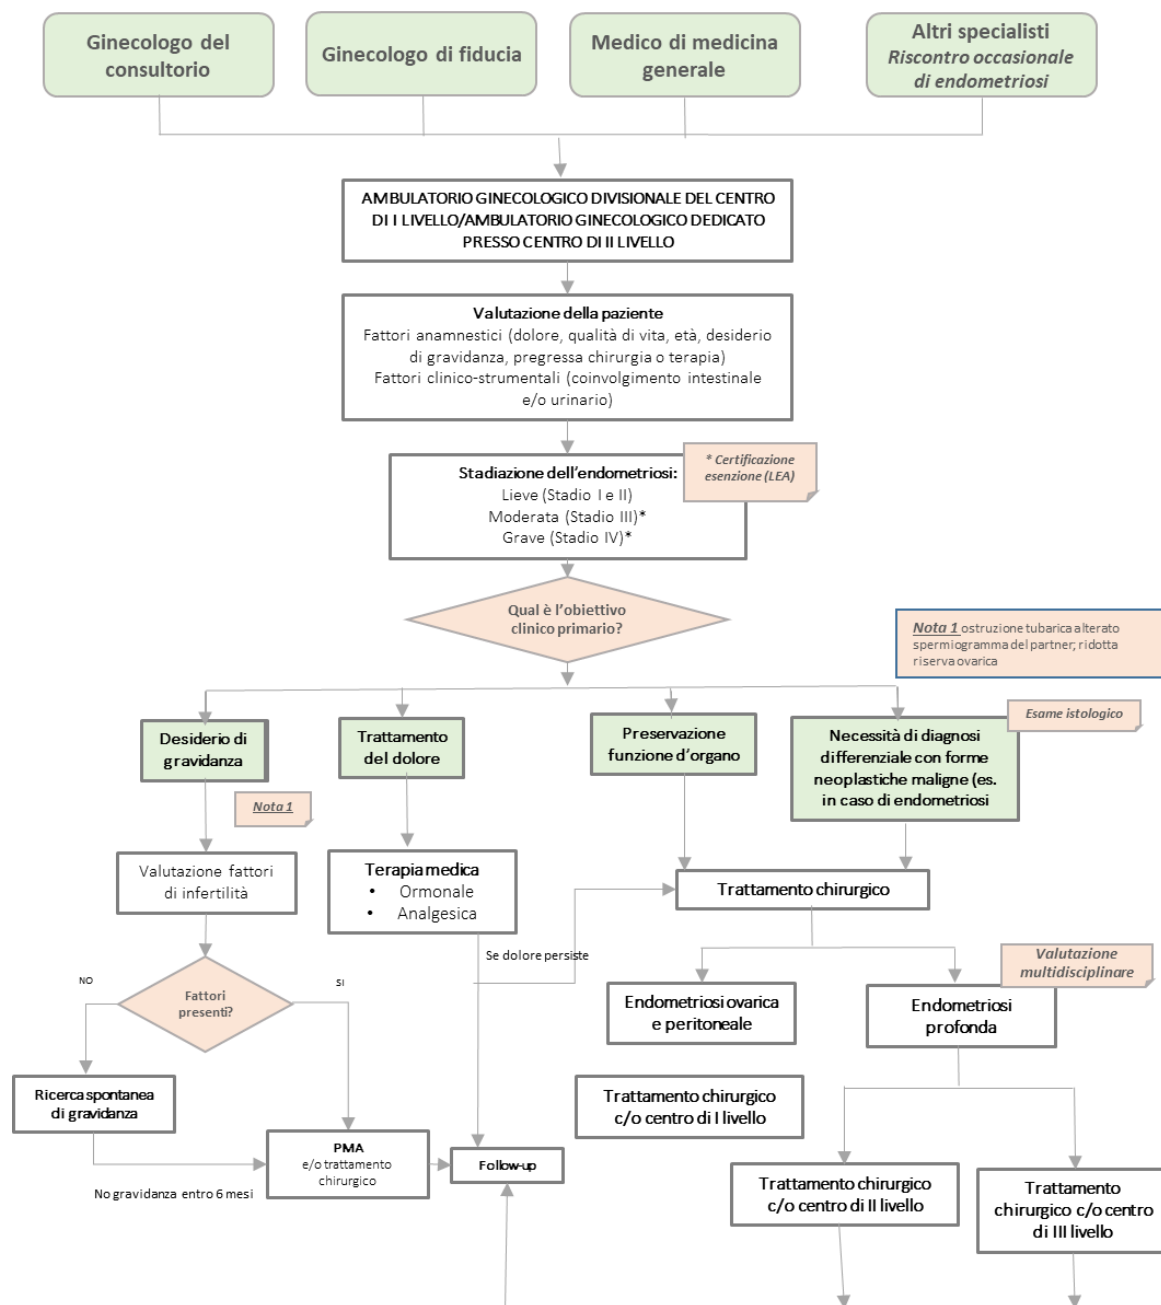 Ginecologo del
consultorio
Ginecologo di fiducia
Medico di medicina
generale
Altri specialisti
Riscontro occasionale
di endometriosi
AMBULATORIO GINECOLOGICO DIVISIONALE DEL CENTRO
DI I LIVELLO/AMBULATORIO GINECOLOGICO DEDICATO
PRESSO CENTRO DI II LIVELLO
Valutazione della paziente
Fattori anamnestici (dolore, qualità di vita, età, desiderio
di gravidanza, pregressa chirurgia o terapia)
Fattori clinico-strumentali (coinvolgimento intestinale
e/o urinario)
* Certificazione
esenzione (LEA)
Stadiazione dell'endometriosi:
Lieve (Stadio I e II)
Moderata (Stadio III)*
Grave (Stadio IV)*
Qual è l'obiettivo
clinico primario?
Nota 1 ostruzione tubarica alterato
spermiogramma del partner; ridotta
riserva ovarica
Esame istologico
Desiderio di
gravidanza
Trattamento
del dolore
Preservazione
funzione d'organo
Necessità di diagnosi
differenziale con forme
neoplastiche maligne (es.
in caso di endometriosi
Nota 1
Valutazione fattori
di infertilità
Terapia medica
• Ormonale
• Analgesica
Trattamento chirurgico
Se dolore persiste
Valutazione
multidisciplinare
NO
SI
Fattori
presenti?
Endometriosi ovarica
e peritoneale
Endometriosi
profonda
Ricerca spontanea
di gravidanza
Trattamento chirurgico
c/o centro di I livello
PMA
e/o trattamento
chirurgico
Follow-up
No gravidanza entro 6 mesi
Trattamento chirurgico
c/o centro di II livello
Trattamento
chirurgico c/o centro
di III livello